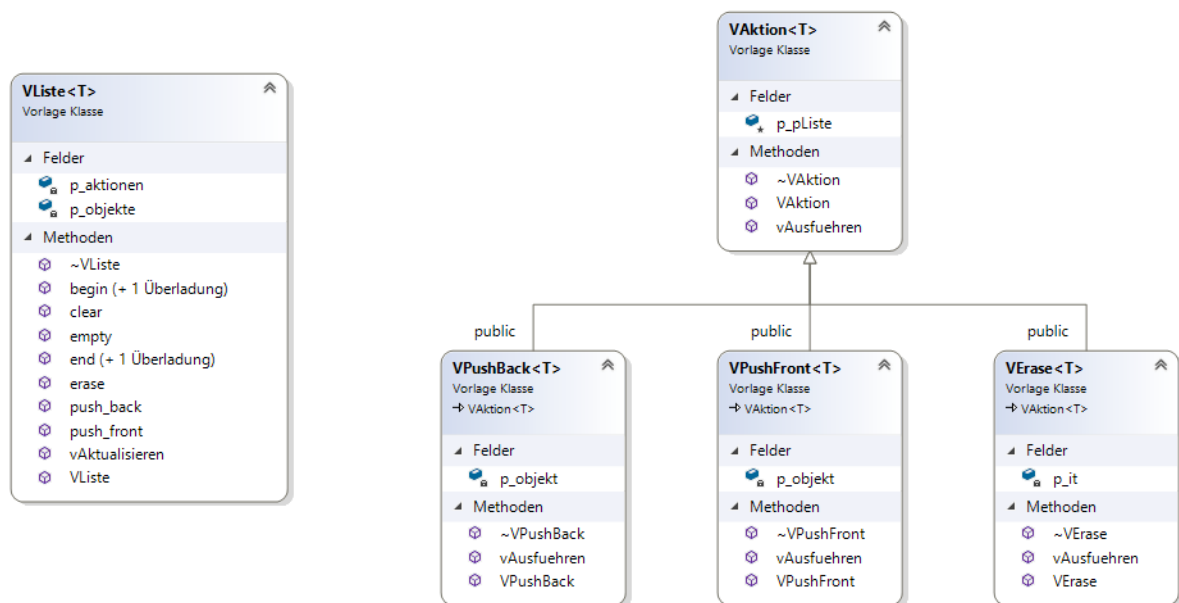 VListe<T>
Vorlage Klasse
Felder
p_aktionen
p_objekte
Methoden
~VListe
begin (+ 1 Überladung)
clear
empty
end (+ 1 Überladung)
erase
push_back
push_front
vAktualisieren
VListe
VAktion<T>
Vorlage Klasse
Felder
p_pListe
Methoden
~VAktion
VAktion
vAusfuehren
public
public
public
VPushBack<T>
Vorlage Klasse
VAktion<T>
Felder
p_objekt
Methoden
~VPushBack
vAusfuehren
VPushBack
VPushFront<T>
Vorlage Klasse
VAktion<T>
Felder
p_objekt
Methoden
~VPushFront
vAusfuehren
VPushFront
VErase<T>
Vorlage Klasse
VAktion<T>
Felder
p_it
Methoden
~VErase
vAusfuehren
VErase